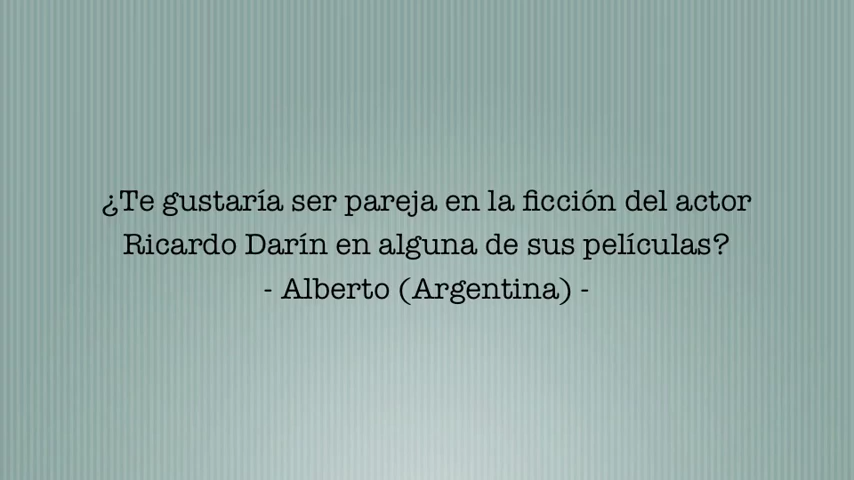 ¿Te gustaría ser pareja en la ficción del actor
Ricardo Darín en alguna de sus películas?
- Alberto (Argentina) -